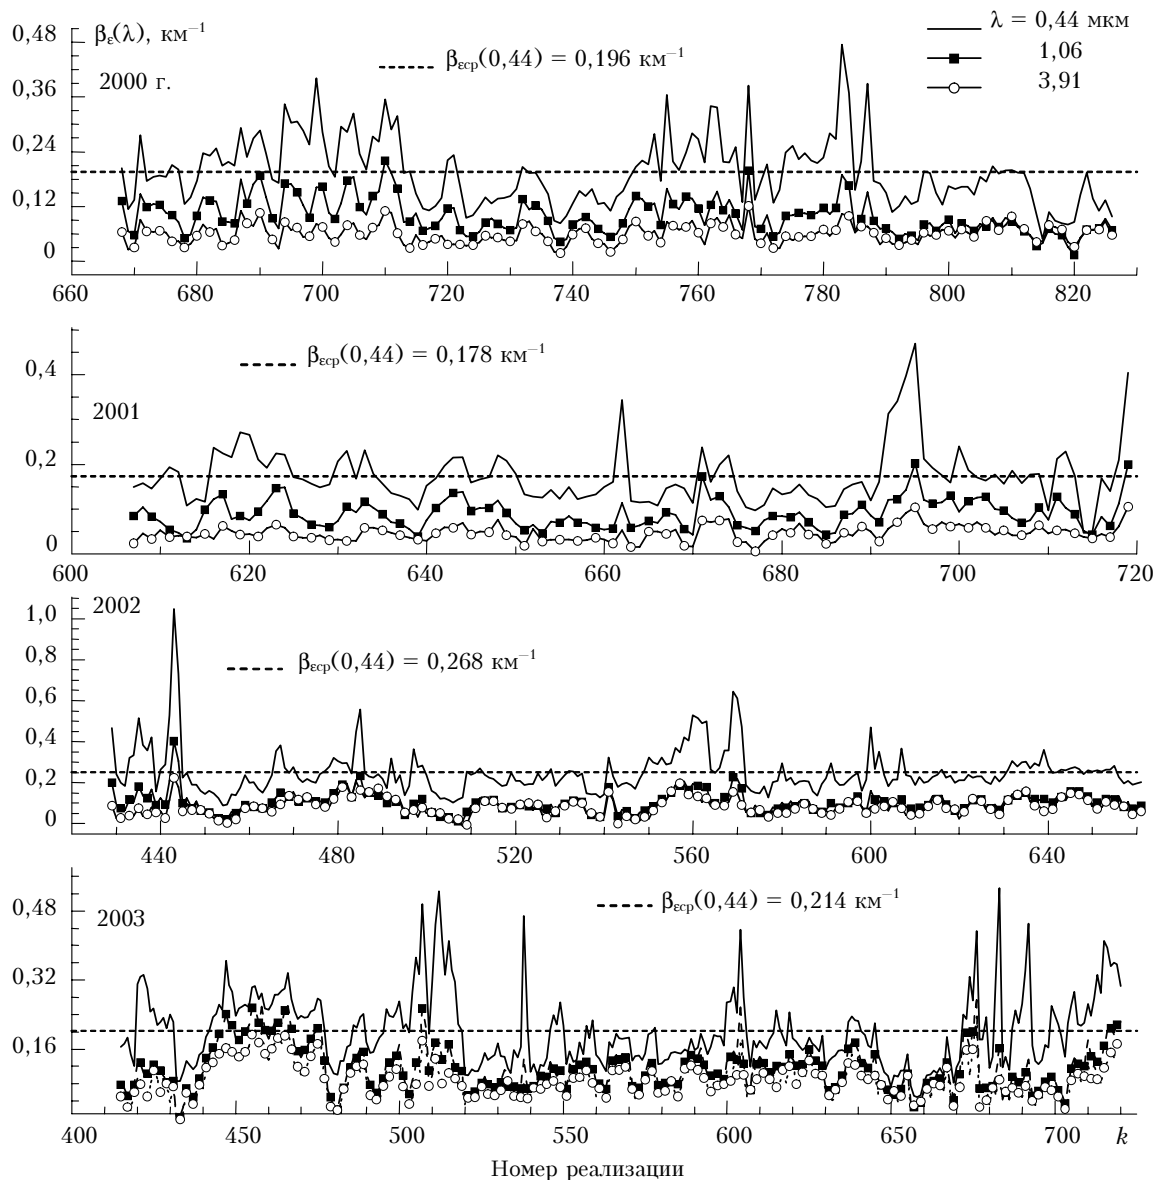 0,48 β_ε(λ), км⁻¹ λ = 0,44 мкм
β_εср(0,44) = 0,196 км⁻¹ 1,06
2000 г. 3,91
0,36
0,24
0,12
0
660 680 700 720 740 760 780 800 820
β_εср(0,44) = 0,178 км⁻¹
0,4
2001
0,2
0
600 620 640 660 680 700 720
1,0 2002
0,8 β_εср(0,44) = 0,268 км⁻¹
0,6
0,4
0,2
0
440 480 520 560 600 640
β_εср(0,44) = 0,214 км⁻¹
0,48 2003
0,32
0,16
400 450 500 550 600 650 700 k
Номер реализации